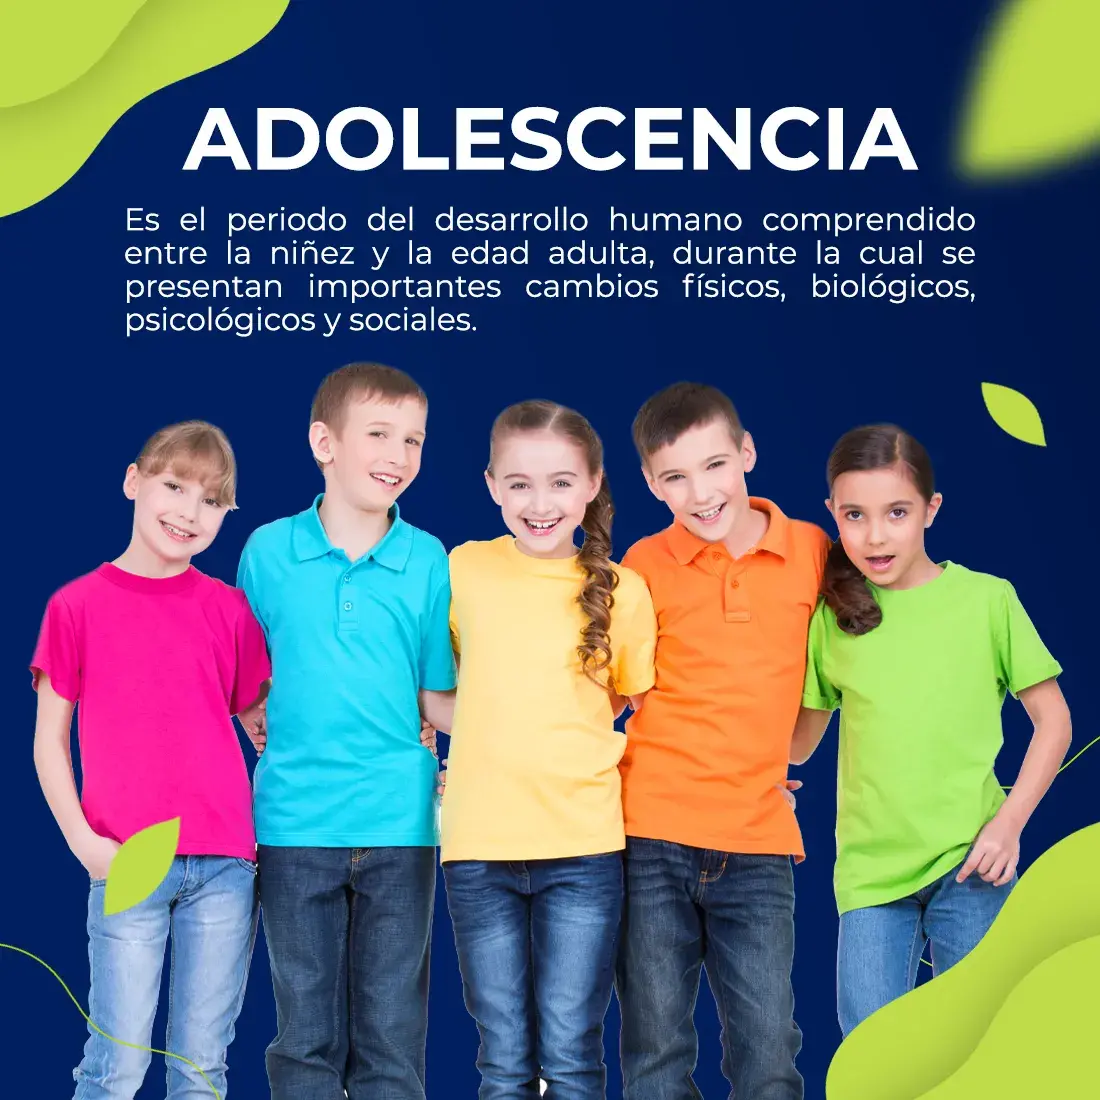 ADOLESCENCIA
Es el periodo del desarrollo humano comprendido
entre la niñez y la edad adulta, durante la cual se
presentan importantes cambios físicos, biológicos,
psicológicos y sociales.